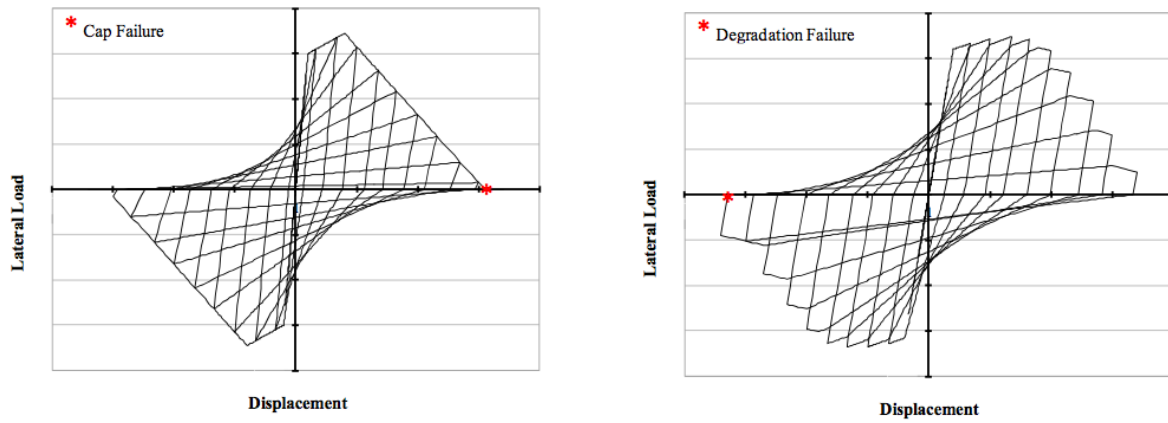 * Cap Failure
Lateral Load
Displacement
* Degradation Failure
Lateral Load
Displacement